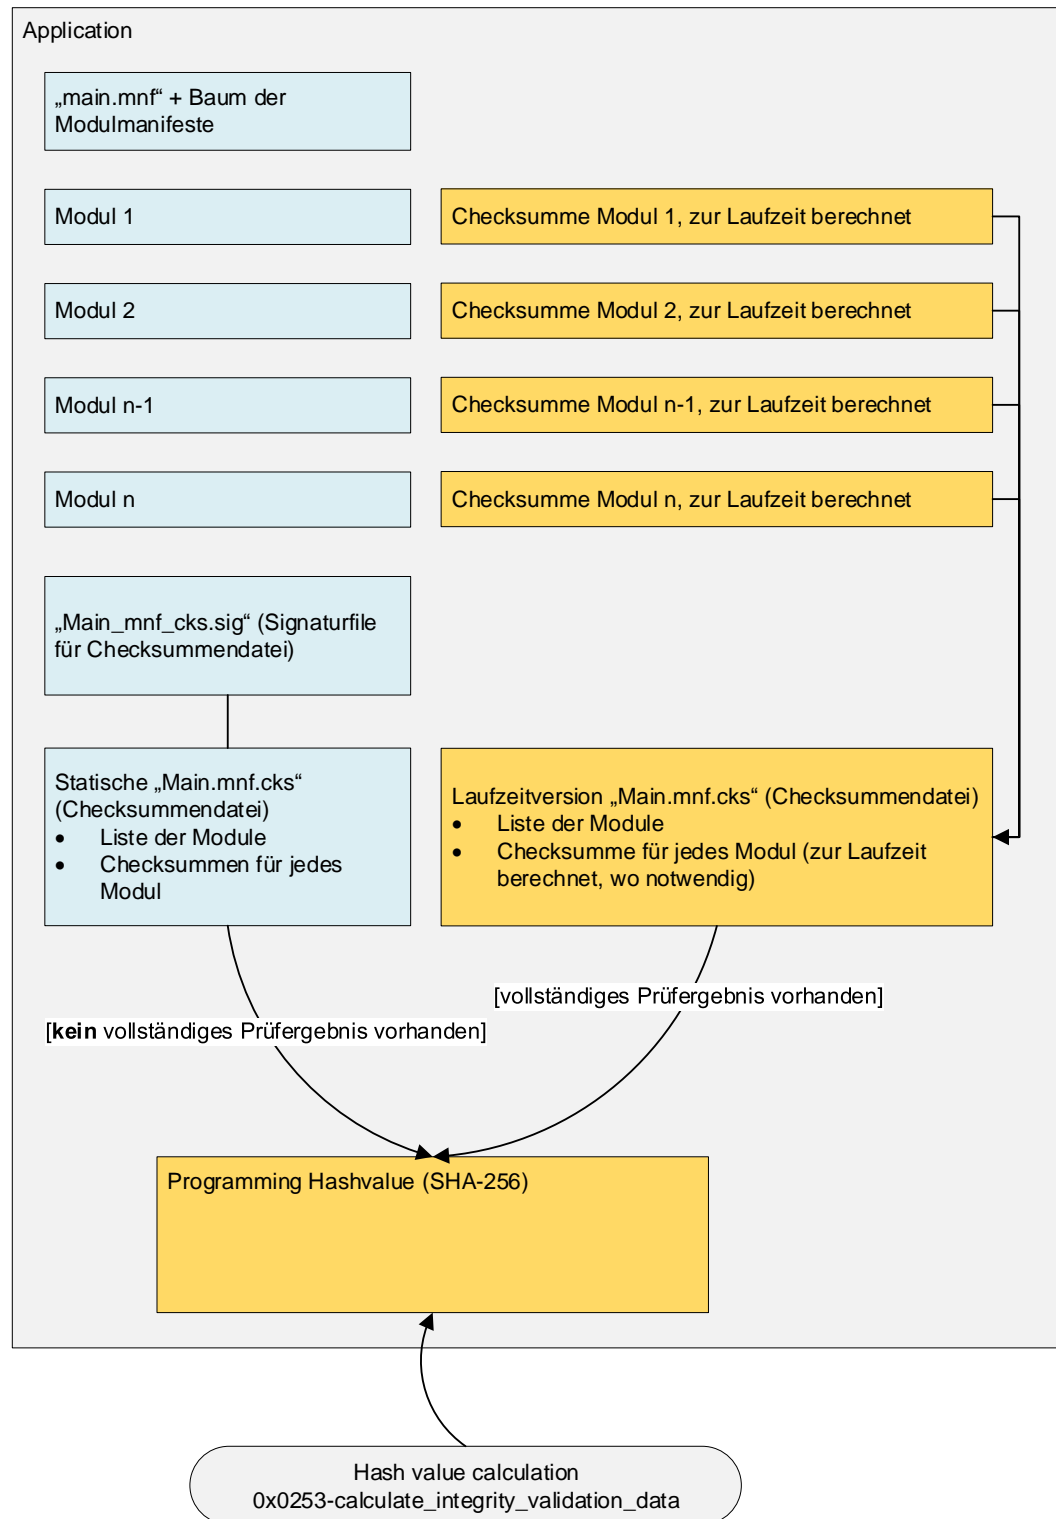 Application
„main.mnf“ + Baum der
Modulmanifeste
Modul 1
Checksumme Modul 1, zur Laufzeit berechnet
Modul 2
Checksumme Modul 2, zur Laufzeit berechnet
Modul n-1
Checksumme Modul n-1, zur Laufzeit berechnet
Modul n
Checksumme Modul n, zur Laufzeit berechnet
„Main_mnf_cks.sig“ (Signaturfile
für Checksummendatei)
Statische „Main.mnf.cks“
(Checksummendatei)
• Liste der Module
• Checksummen für jedes
Modul
Laufzeitversion „Main.mnf.cks“ (Checksummendatei)
• Liste der Module
• Checksumme für jedes Modul (zur Laufzeit
berechnet, wo notwendig)
[vollständiges Prüfergebnis vorhanden]
[kein vollständiges Prüfergebnis vorhanden]
Programming Hashvalue (SHA-256)
Hash value calculation
0x0253-calculate_integrity_validation_data